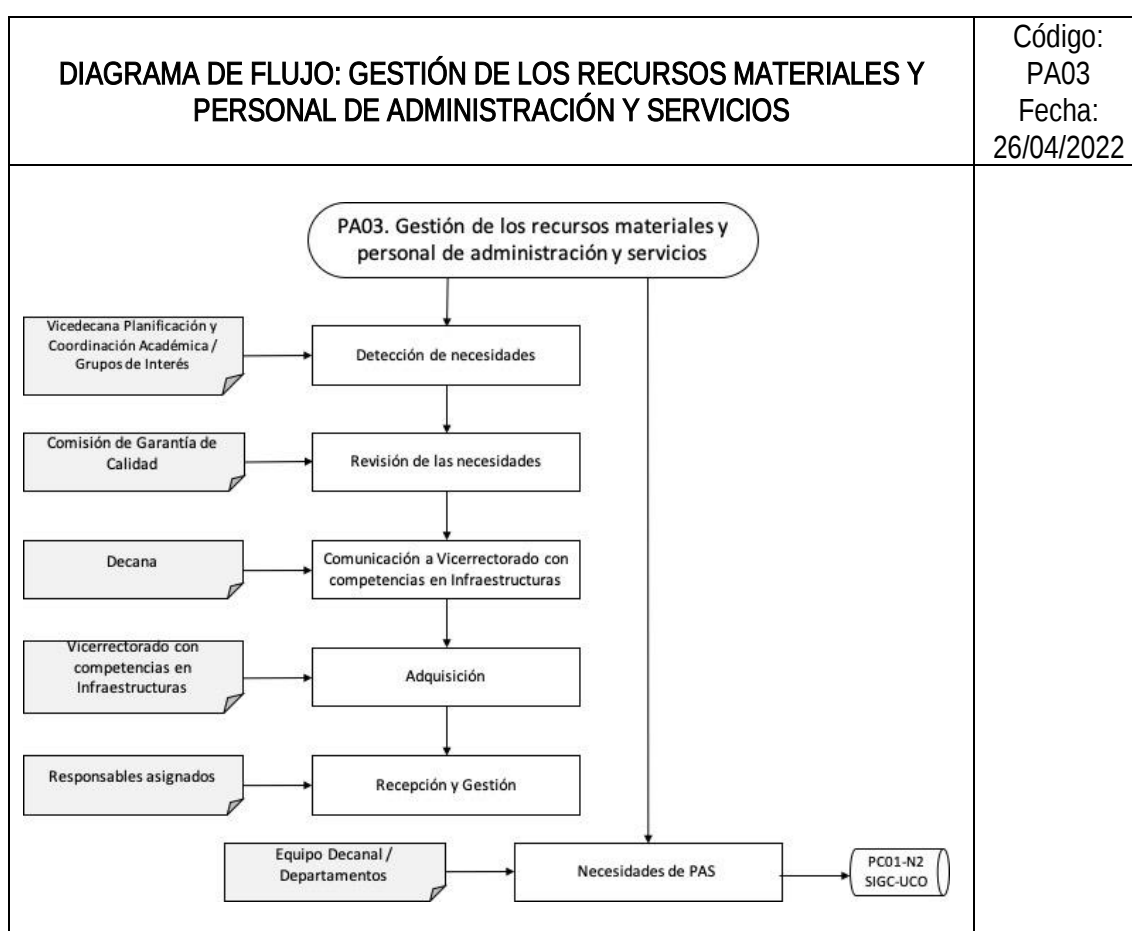 DIAGRAMA DE FLUJO: GESTIÓN DE LOS RECURSOS MATERIALES Y
PERSONAL DE ADMINISTRACIÓN Y SERVICIOS
Código:
PA03
Fecha:
26/04/2022
PA03. Gestión de los recursos materiales y
personal de administración y servicios
Vicedecana Planificación y
Coordinación Académica /
Grupos de Interés
Detección de necesidades
Comisión de Garantía de
Calidad
Revisión de las necesidades
Decana
Comunicación a Vicerrectorado con
competencias en Infraestructuras
Vicerrectorado con
competencias en
Infraestructuras
Adquisición
Responsables asignados
Recepción y Gestión
Equipo Decanal /
Departamentos
Necesidades de PAS
PC01-N2
SIGC-UCO